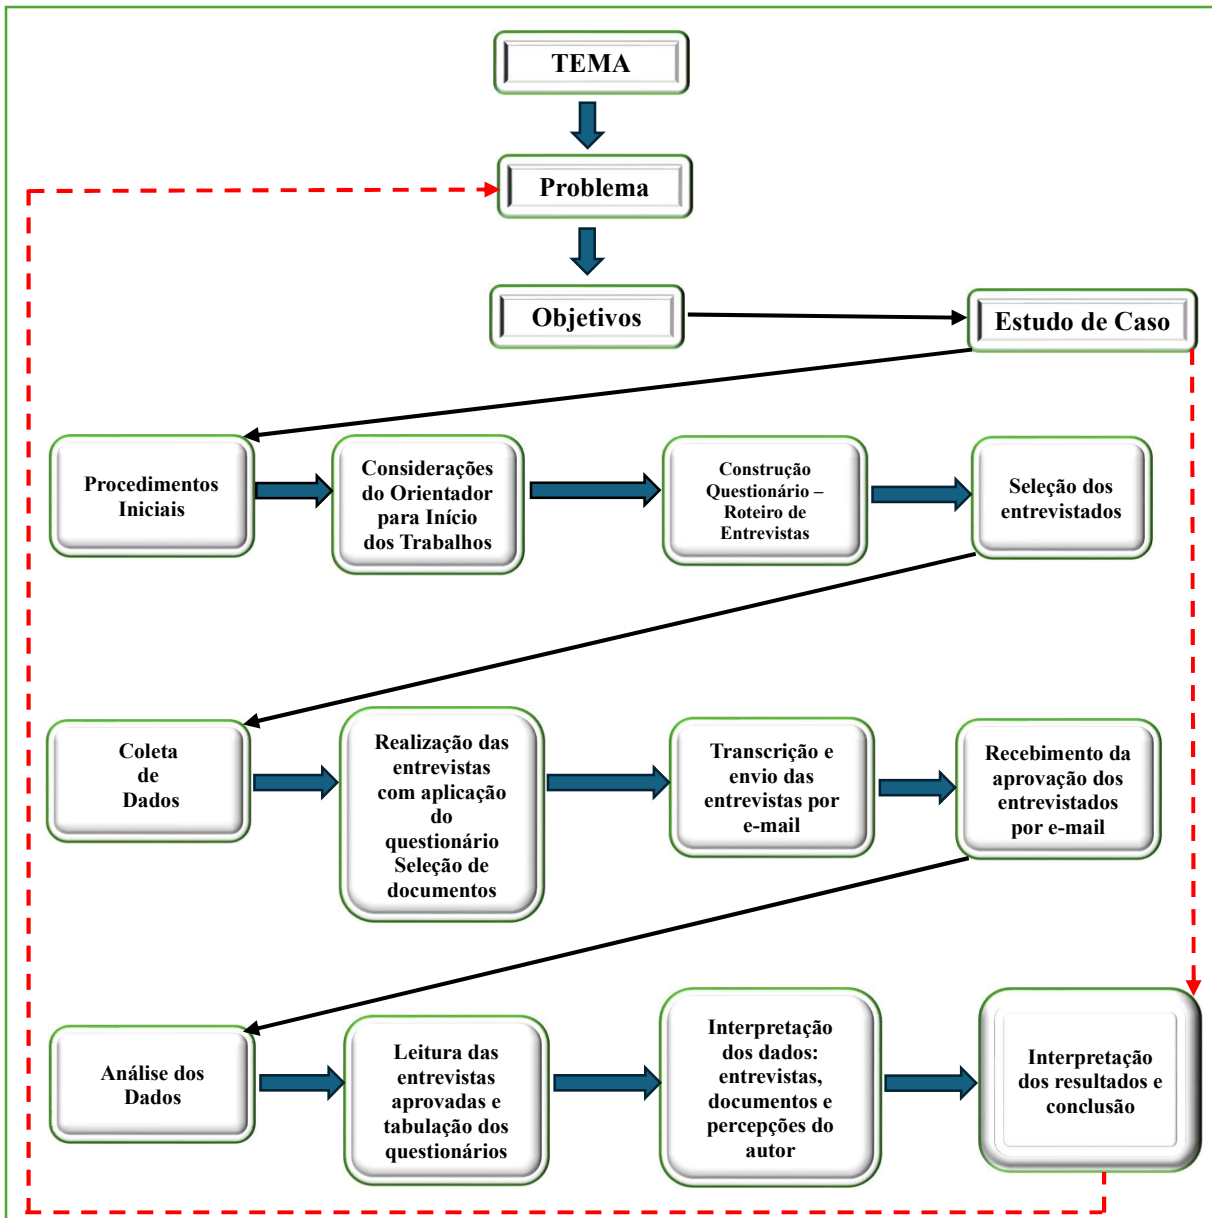 TEMA
Problema
Objetivos
Estudo de Caso
Procedimentos
Iniciais
Considerações
do Orientador
para Início
dos Trabalhos
Construção
Questionário –
Roteiro de
Entrevistas
Seleção dos
entrevistados
Coleta
de
Dados
Realização das
entrevistas
com aplicação
do
questionário
Seleção de
documentos
Transcrição e
envio das
entrevistas por
e-mail
Recebimento da
aprovação dos
entrevistados
por e-mail
Análise dos
Dados
Leitura das
entrevistas
aprovadas e
tabulação dos
questionários
Interpretação
dos dados:
entrevistas,
documentos e
percepções do
autor
Interpretação
dos resultados e
conclusão